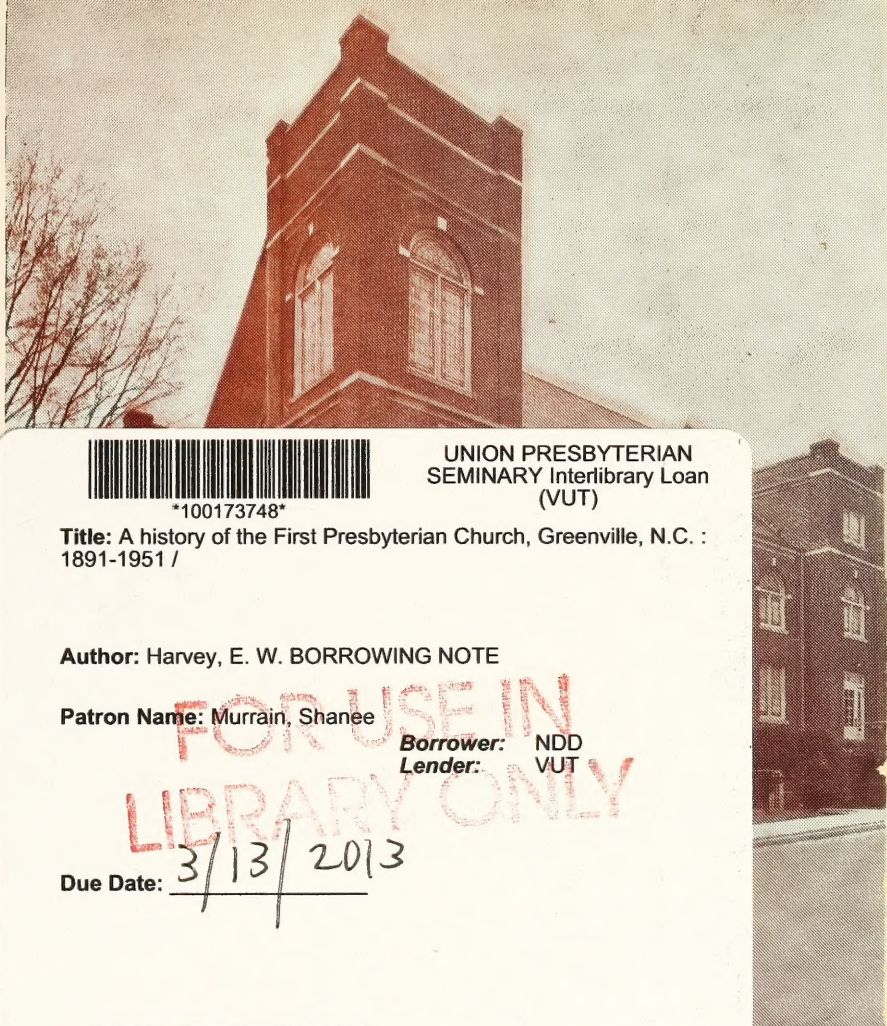 UNION PRESBYTERIAN
SEMINARY Interlibrary Loan
(VUT)
*100173748*
Title: A history of the First Presbyterian Church, Greenville, N.C. :
1891-1951 /
Author: Harvey, E. W. BORROWING NOTE
Patron Name: Murrain, Shanee
FOR USE IN
LIBRARY ONLY
Borrower: NDD
Lender: VUT
Due Date: 3/13/2013